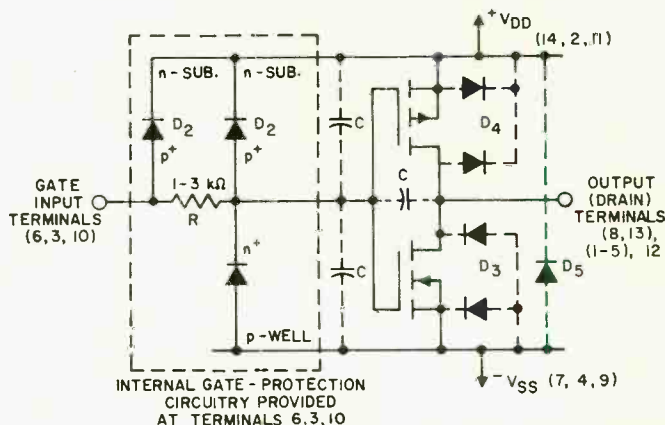 + VDD
(14, 2, 11)
n-SUB. n-SUB.
D2 D2 C D4
p+ p+
GATE
INPUT
TERMINALS
(6, 3, 10)
1-3 kΩ
R
C
OUTPUT
(DRAIN)
TERMINALS
(8,13),
(1-5), 12
n+ C D3 D5
p-WELL
INTERNAL GATE-PROTECTION
CIRCUITRY PROVIDED
AT TERMINALS 6,3,10
- VSS (7, 4, 9)